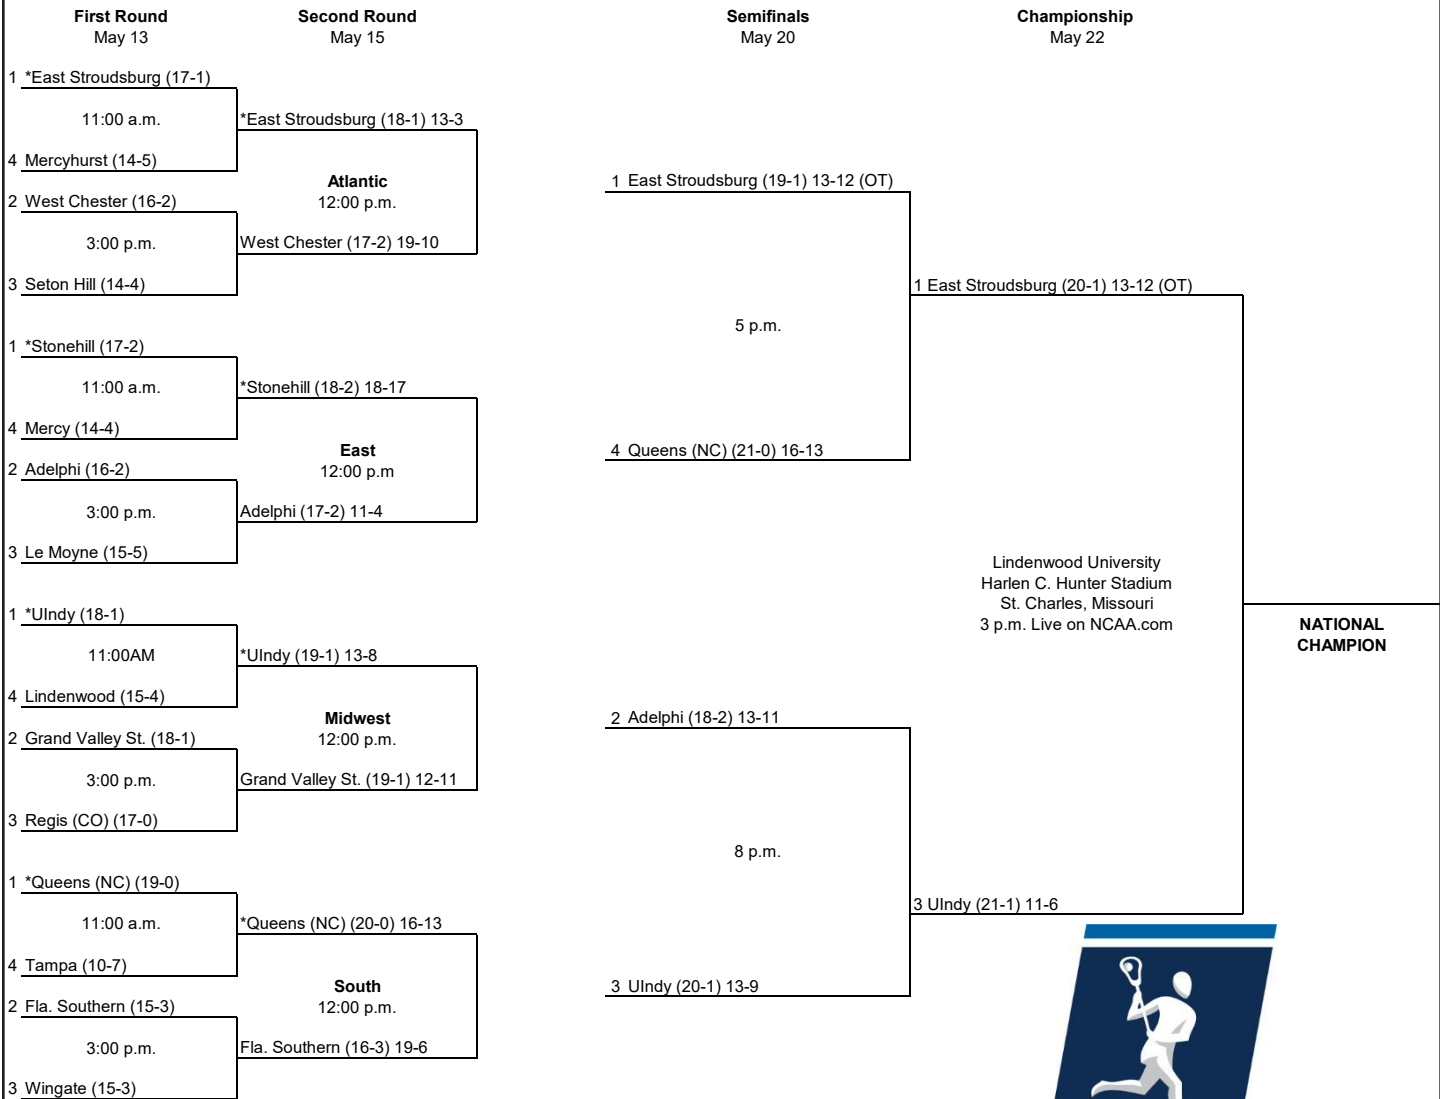 First Round
May 13
Second Round
May 15
Semifinals
May 20
Championship
May 22
1 *East Stroudsburg (17-1)
11:00 a.m.
4 Mercyhurst (14-5)
*East Stroudsburg (18-1) 13-3
Atlantic
12:00 p.m.
2 West Chester (16-2)
3:00 p.m.
3 Seton Hill (14-4)
West Chester (17-2) 19-10
1 East Stroudsburg (19-1) 13-12 (OT)
5 p.m.
4 Queens (NC) (21-0) 16-13
1 East Stroudsburg (20-1) 13-12 (OT)
1 *Stonehill (17-2)
11:00 a.m.
4 Mercy (14-4)
*Stonehill (18-2) 18-17
East
12:00 p.m
2 Adelphi (16-2)
3:00 p.m.
3 Le Moyne (15-5)
Adelphi (17-2) 11-4
Lindenwood University
Harlen C. Hunter Stadium
St. Charles, Missouri
3 p.m. Live on NCAA.com
NATIONAL
CHAMPION
1 *UIndy (18-1)
11:00AM
4 Lindenwood (15-4)
*UIndy (19-1) 13-8
Midwest
12:00 p.m.
2 Grand Valley St. (18-1)
3:00 p.m.
3 Regis (CO) (17-0)
Grand Valley St. (19-1) 12-11
2 Adelphi (18-2) 13-11
8 p.m.
3 UIndy (20-1) 13-9
3 UIndy (21-1) 11-6
1 *Queens (NC) (19-0)
11:00 a.m.
4 Tampa (10-7)
*Queens (NC) (20-0) 16-13
South
12:00 p.m.
2 Fla. Southern (15-3)
3:00 p.m.
3 Wingate (15-3)
Fla. Southern (16-3) 19-6